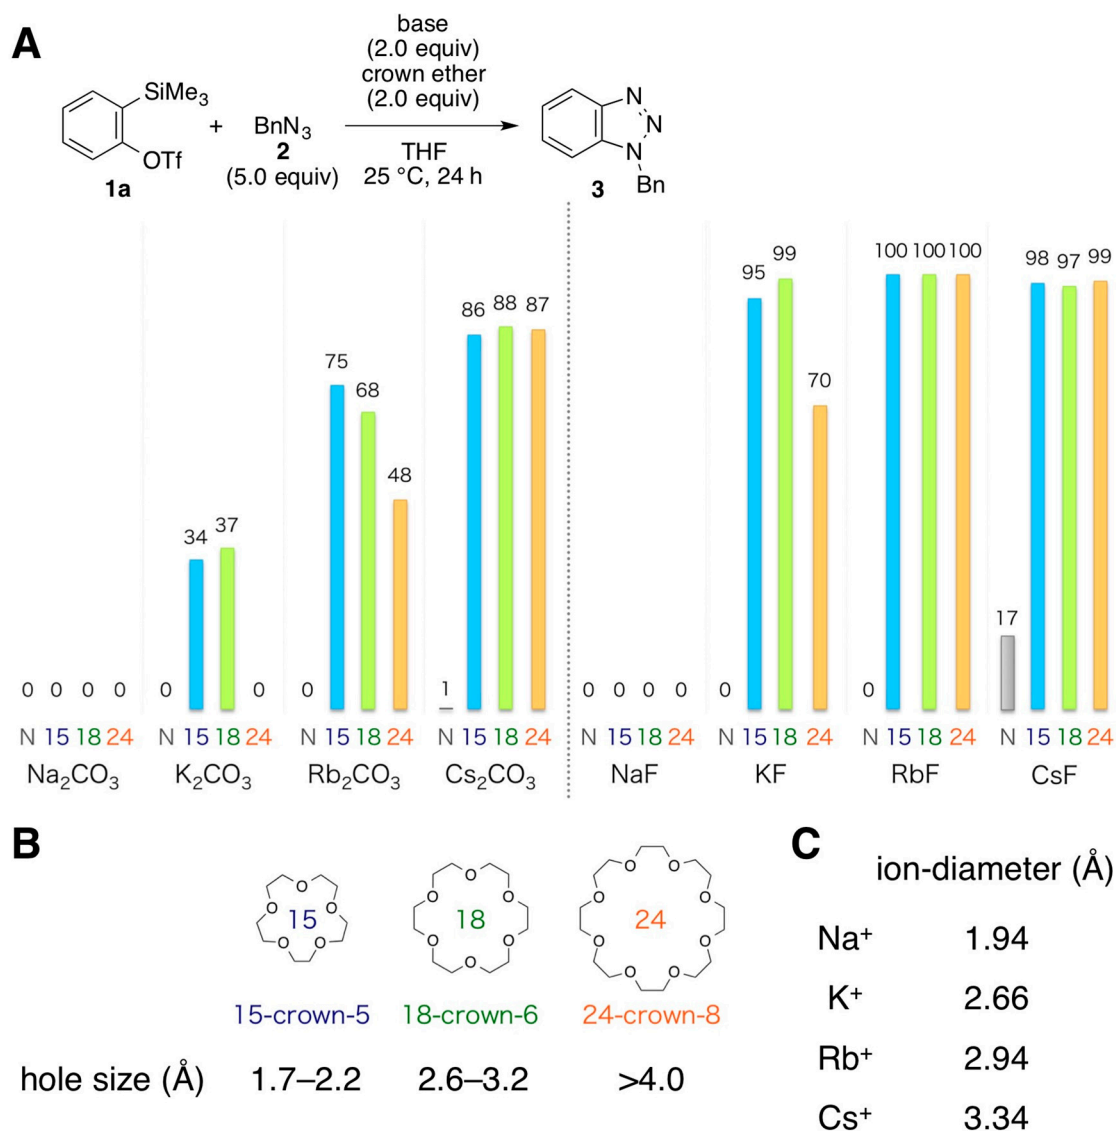 A
base
(2.0 equiv)
crown ether
(2.0 equiv)
SiMe3
OTf
1a
+
BnN3
2
(5.0 equiv)
THF
25 °C, 24 h
N
N
N
Bn
3
0 0 0 0 0 34 37 0 0 75 68 48 1 86 88 87 0 0 0 0 0 95 99 70 0 100 100 100 17 98 97 99
N 15 18 24 N 15 18 24 N 15 18 24 N 15 18 24 N 15 18 24 N 15 18 24 N 15 18 24 N 15 18 24
Na2CO3 K2CO3 Rb2CO3 Cs2CO3 NaF KF RbF CsF
B
O O O O O
15
O O O O O O
18
O O O O O O O O
24
15-crown-5 18-crown-6 24-crown-8
hole size (Å) 1.7–2.2 2.6–3.2 >4.0
C
ion-diameter (Å)
Na+ 1.94
K+ 2.66
Rb+ 2.94
Cs+ 3.34